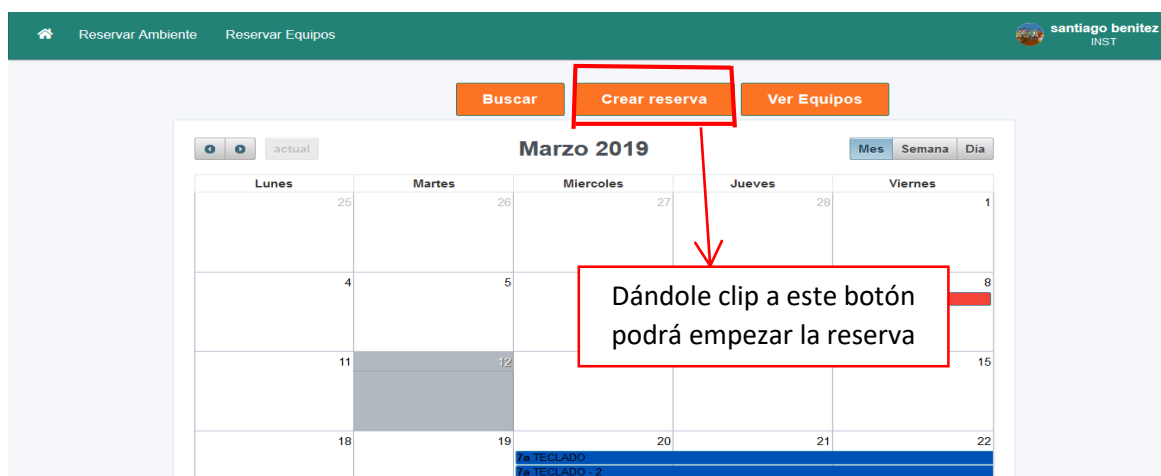 Reservar Ambiente Reservar Equipos santiago benitez
INST
Buscar Crear reserva Ver Equipos
actual Marzo 2019 Mes Semana Día
Lunes Martes Miercoles Jueves Viernes
25 26 27 28 1
4 5 8
Dándole clip a este botón
podrá empezar la reserva
11 12 15
18 19 20 21 22
7a TECLADO
7a TECLADO - 2